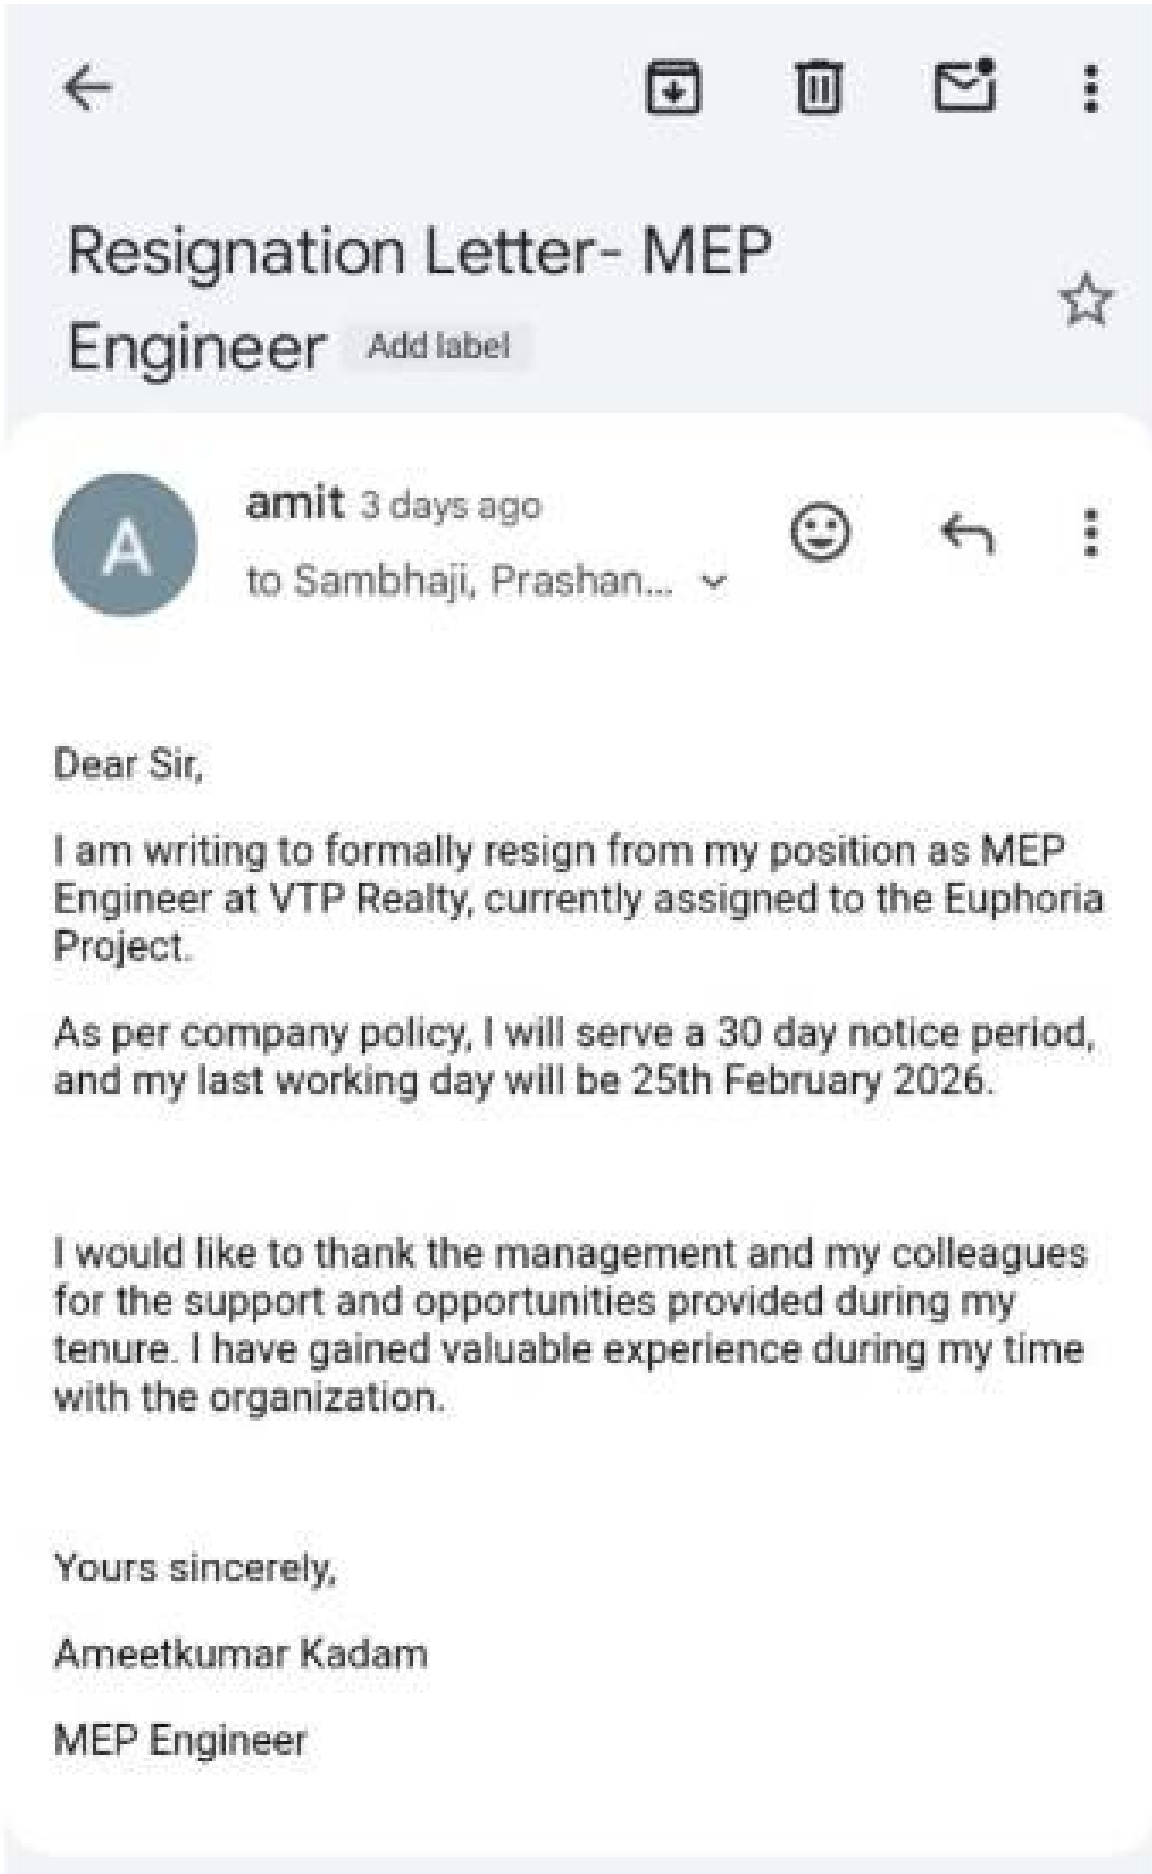 Resignation Letter- MEP
Engineer Add label
A
amit 3 days ago
to Sambhaji, Prashan...
Dear Sir,
I am writing to formally resign from my position as MEP
Engineer at VTP Realty, currently assigned to the Euphoria
Project.
As per company policy, I will serve a 30 day notice period,
and my last working day will be 25th February 2026.
I would like to thank the management and my colleagues
for the support and opportunities provided during my
tenure. I have gained valuable experience during my time
with the organization.
Yours sincerely,
Ameetkumar Kadam
MEP Engineer